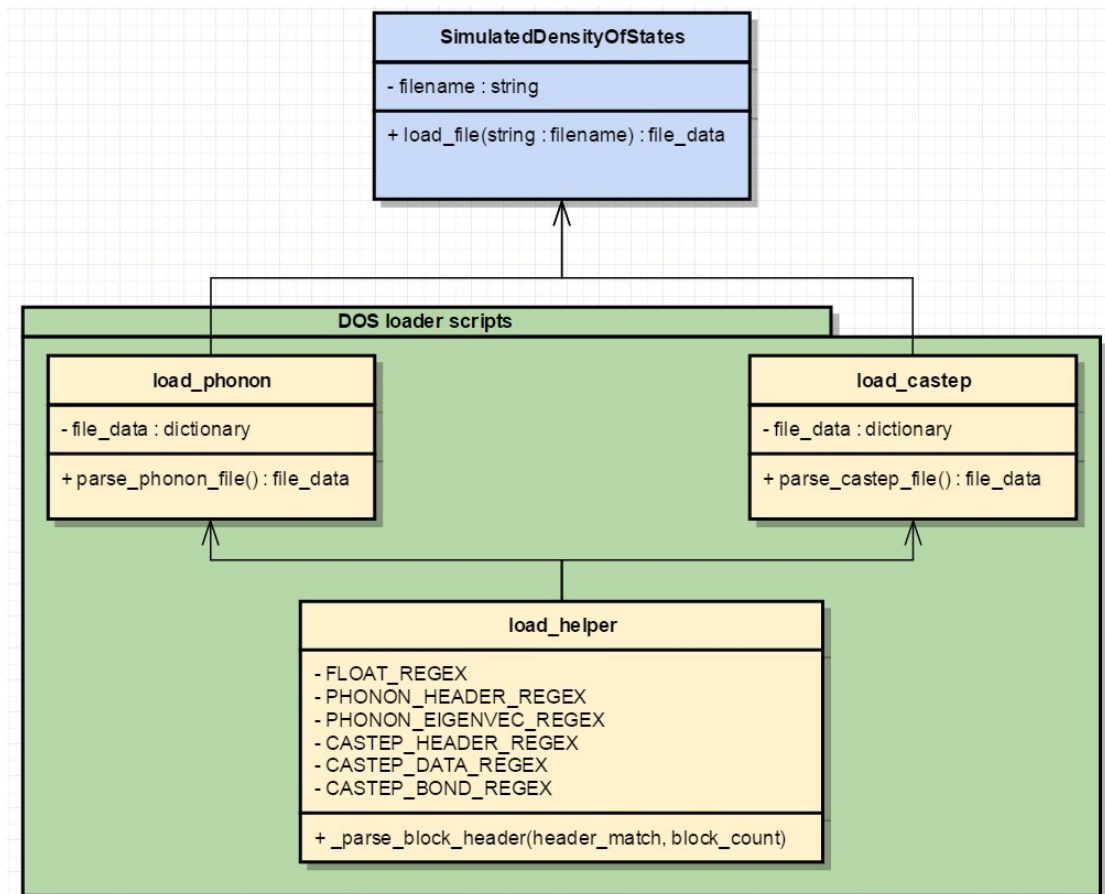 SimulatedDensityOfStates
- filename : string
+ load_file(string : filename) : file_data
DOS loader scripts
load_phonon
- file_data : dictionary
+ parse_phonon_file() : file_data
load_castep
- file_data : dictionary
+ parse_castep_file() : file_data
load_helper
- FLOAT_REGEX
- PHONON_HEADER_REGEX
- PHONON_EIGENVEC_REGEX
- CASTEP_HEADER_REGEX
- CASTEP_DATA_REGEX
- CASTEP_BOND_REGEX
+ _parse_block_header(header_match, block_count)